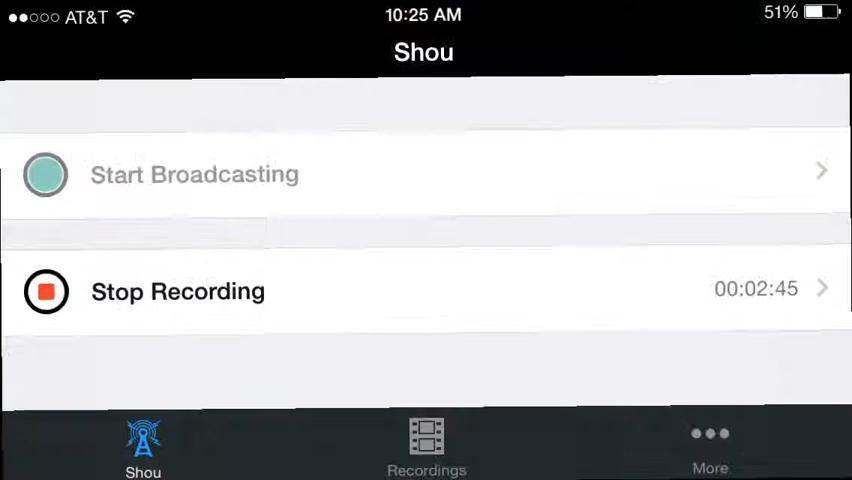 AT&T 10:25 AM 51%
Shou
Start Broadcasting
Stop Recording 00:02:45
Shou Recordings More